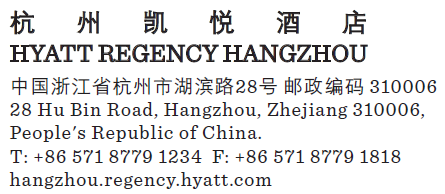 杭州凯悦酒店
HYATT REGENCY HANGZHOU
中国浙江省杭州市湖滨路28号 邮政编码 310006
28 Hu Bin Road, Hangzhou, Zhejiang 310006,
People's Republic of China.
T: +86 571 8779 1234 F: +86 571 8779 1818
hangzhou.regency.hyatt.com